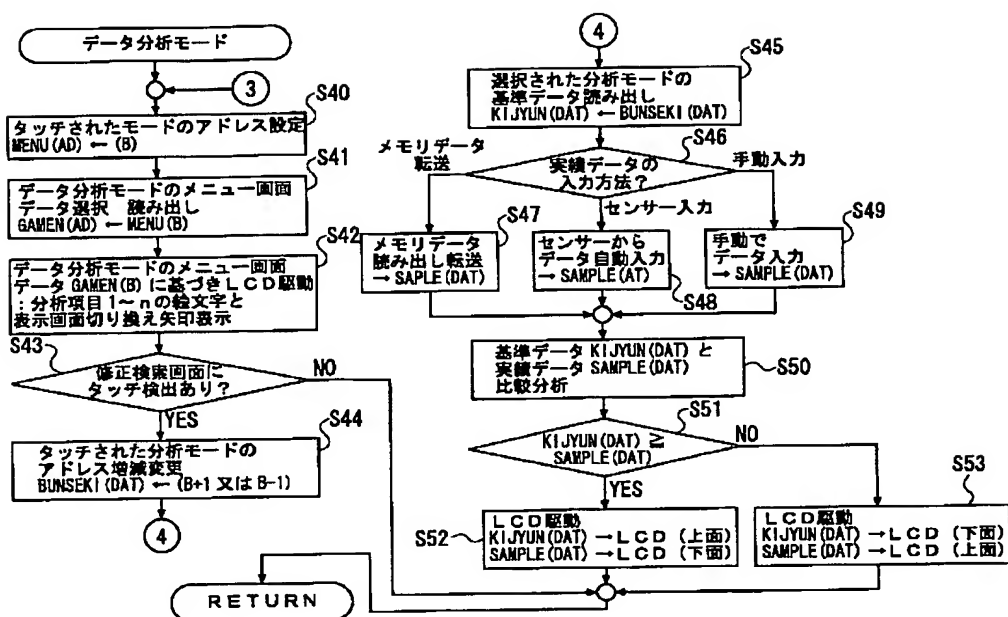 データ分析モード
3
S40
タッチされたモードのアドレス設定
MENU(AD) ← (B)
S41
データ分析モードのメニュー画面
データ選択 読み出し
GAMEN(AD) ← MENU(B)
S42
データ分析モードのメニュー画面
データ GAMEN(B) に基づきLCD駆動
:分析項目1~nの絵文字と
表示画面切り換え矢印表示
S43
修正検索画面に
タッチ検出あり?
NO
YES
S44
タッチされた分析モードの
アドレス増減変更
BUNSEKI(DAT) ← (B+1 又は B-1)
4
4
S45
選択された分析モードの
基準データ読み出し
KIJYUN(DAT) ← BUNSEKI(DAT)
S46
実績データの
入力方法?
メモリデータ
転送
センサー入力
手動入力
S47
メモリデータ
読み出し転送
→ SAPLE(DAT)
センサーから
データ自動入力
→ SAMPLE(AT)
S48
S49
手動で
データ入力
→ SAMPLE(DAT)
基準データ KIJYUN(DAT) と
実績データ SAMPLE(DAT)
比較分析
S50
S51
KIJYUN(DAT) ≧
SAMPLE(DAT)
NO
YES
S52
LCD駆動
KIJYUN(DAT) →LCD (上面)
SAMPLE(DAT) →LCD (下面)
S53
LCD駆動
KIJYUN(DAT) →LCD (下面)
SAMPLE(DAT) →LCD (上面)
RETURN